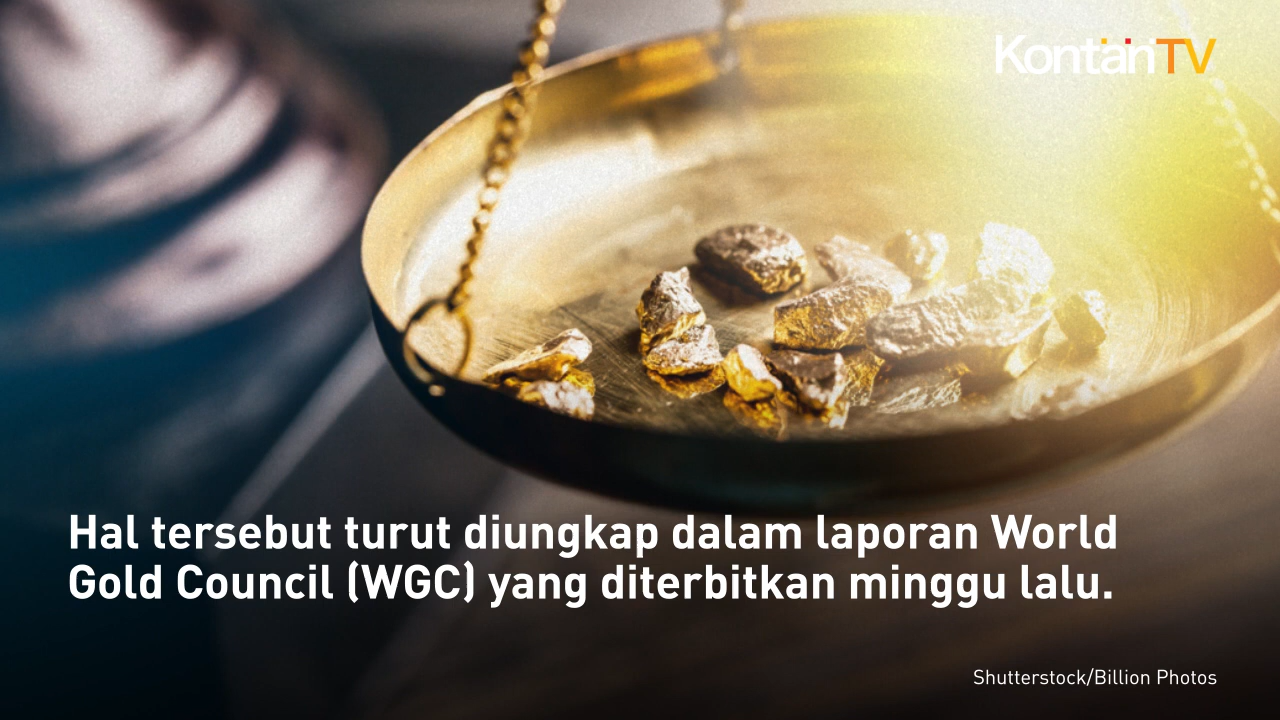 KontanTV
Hal tersebut turut diungkap dalam laporan World
Gold Council (WGC) yang diterbitkan minggu lalu.
Shutterstock/Billion Photos